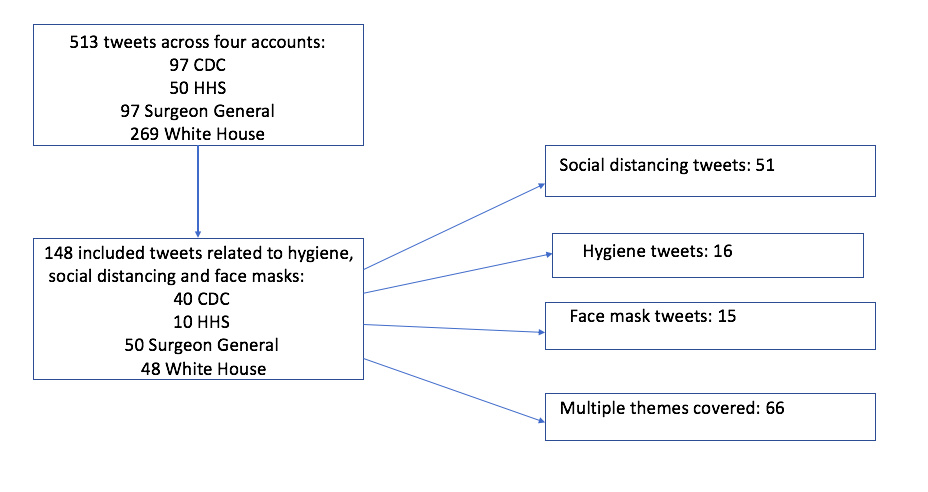 513 tweets across four accounts:
97 CDC
50 HHS
97 Surgeon General
269 White House
148 included tweets related to hygiene,
social distancing and face masks:
40 CDC
10 HHS
50 Surgeon General
48 White House
Social distancing tweets: 51
Hygiene tweets: 16
Face mask tweets: 15
Multiple themes covered: 66